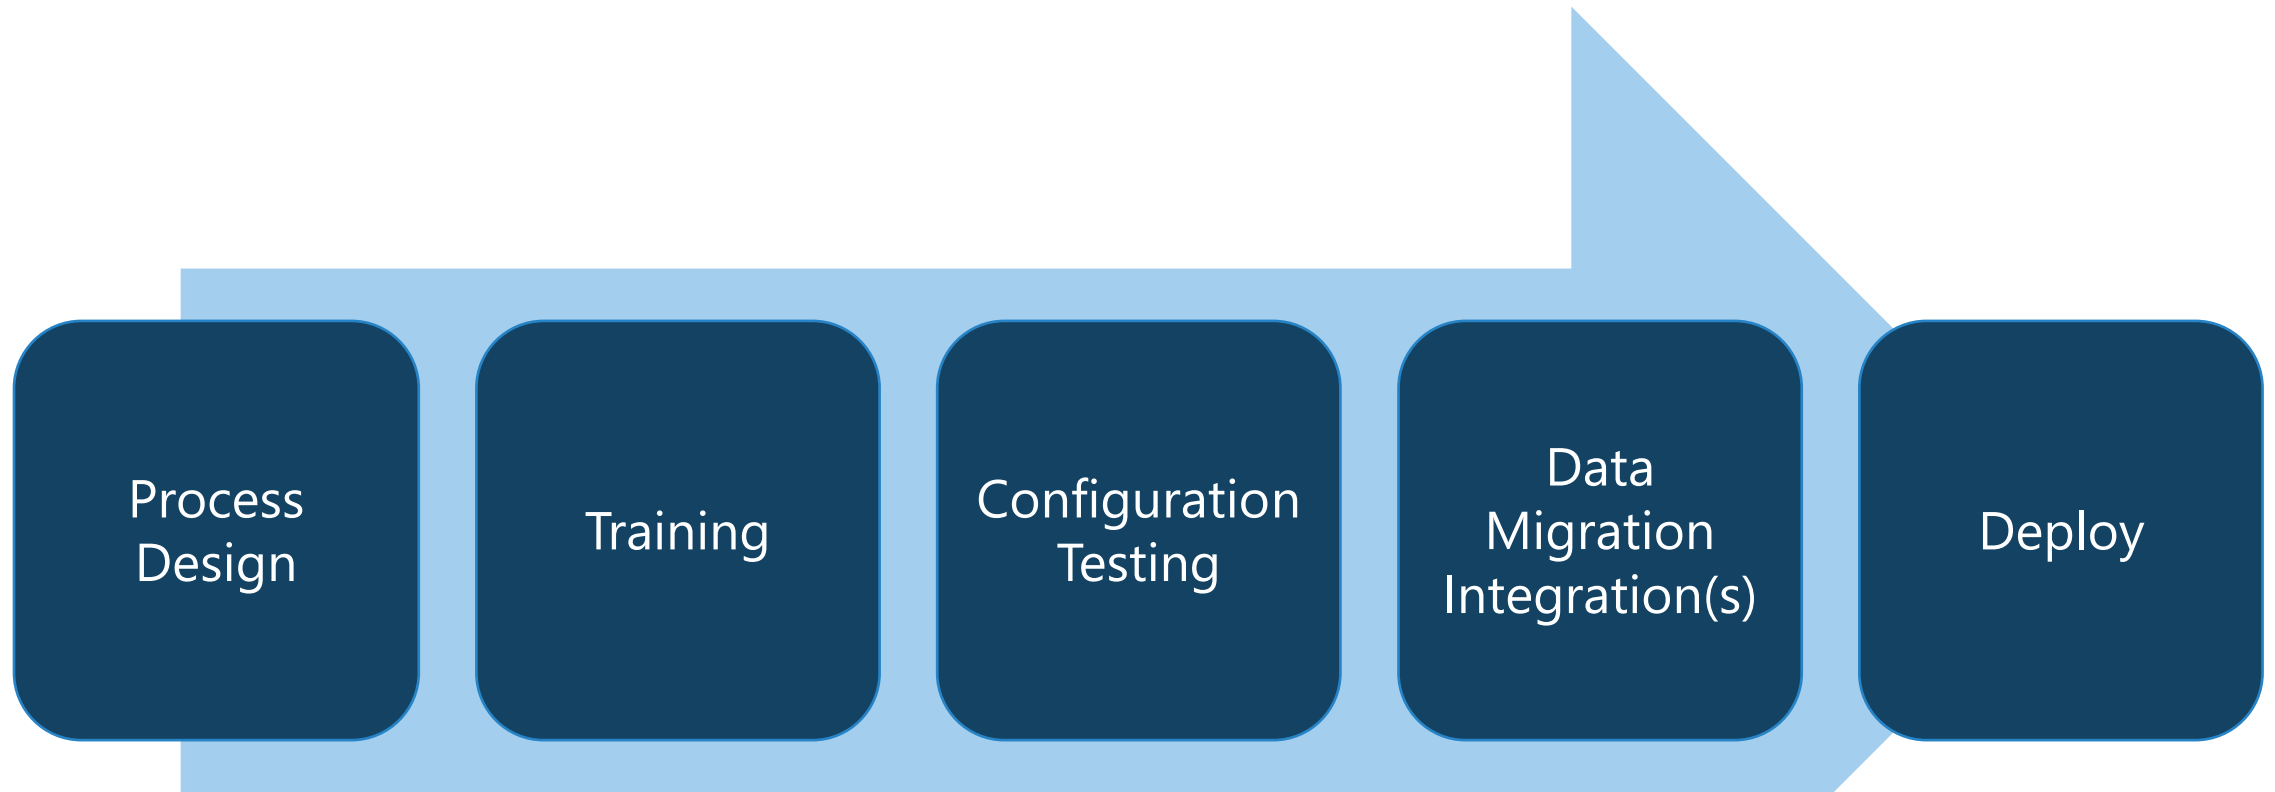 Process
Design
Training
Configuration
Testing
Data
Migration
Integration(s)
Deploy